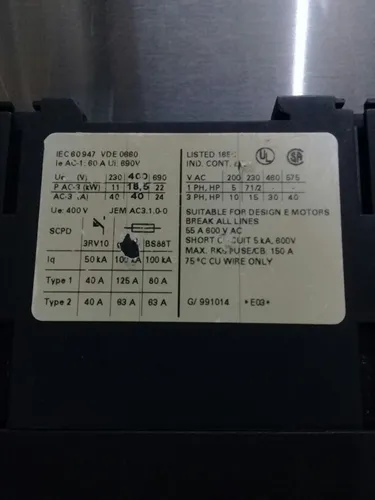 IEC 60947 VDE 0660
Ie AC-1: 60 A Ui: 690V
Ur (V) 230 400 690
P AC-3 (kW) 11 18,5 22
AC-3 (A) 40 40 24
Ue: 400 V JEM AC3.1.0-0
SCPD
3RV10 BS88T
Iq 50 kA 100 kA 100 kA
Type 1 40 A 125 A 80 A
Type 2 40 A 63 A 63 A
LISTED
IND. CONT. UL SA
V AC 200 230 460 575
1 PH, HP 5 71/2 - -
3 PH, HP 10 15 30 40
SUITABLE FOR DESIGN E MOTORS
BREAK ALL LINES
55 A 600 V AC
SHORT CIRCUIT 5 kA, 600V
MAX. RK5 FUSE/CB. 150 A
75°C CU WIRE ONLY
G/ 991014 *E03*